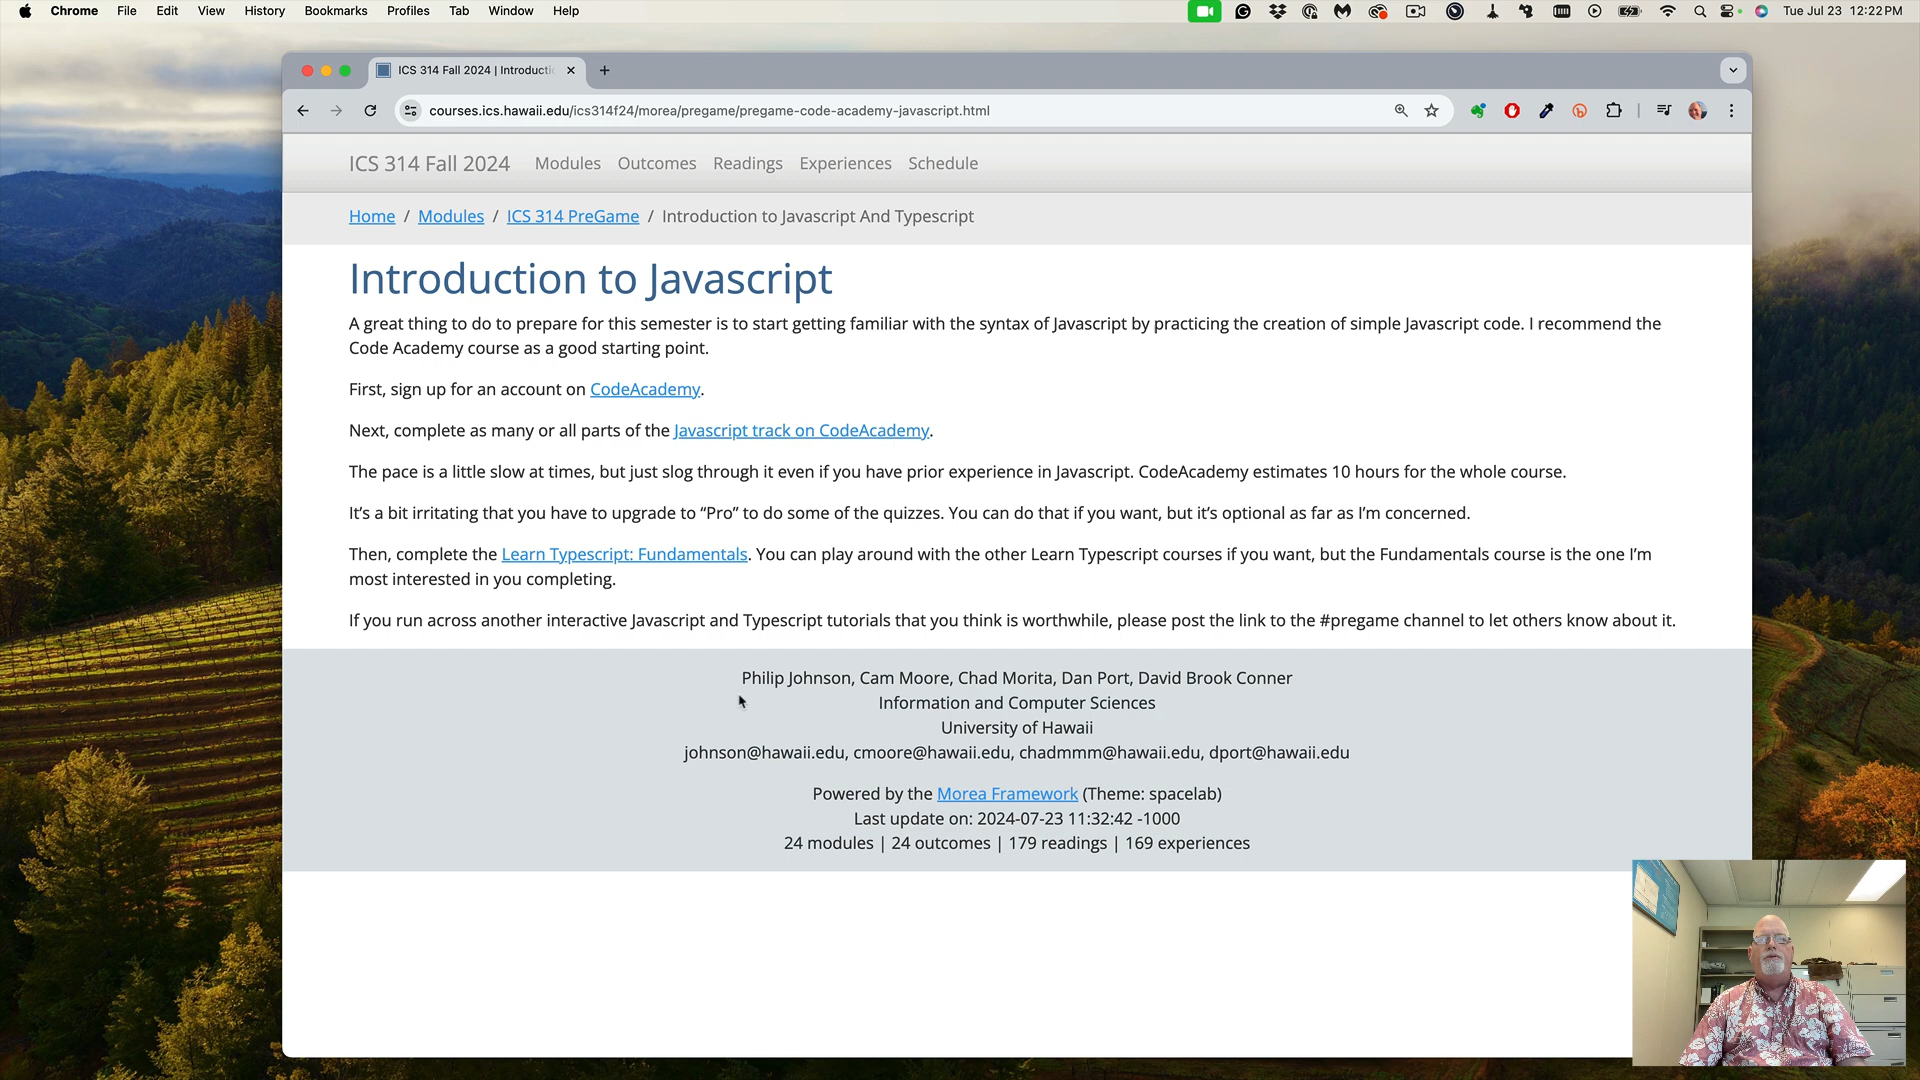 Chrome File Edit View History Bookmarks Profiles Tab Window Help Tue Jul 23 12:22 PM
ICS 314 Fall 2024 | Introducti
courses.ics.hawaii.edu/ics314f24/morea/pregame/pregame-code-academy-javascript.html
ICS 314 Fall 2024 Modules Outcomes Readings Experiences Schedule
Home / Modules / ICS 314 PreGame / Introduction to Javascript And Typescript
Introduction to Javascript
A great thing to do to prepare for this semester is to start getting familiar with the syntax of Javascript by practicing the creation of simple Javascript code. I recommend the
Code Academy course as a good starting point.
First, sign up for an account on CodeAcademy.
Next, complete as many or all parts of the Javascript track on CodeAcademy.
The pace is a little slow at times, but just slog through it even if you have prior experience in Javascript. CodeAcademy estimates 10 hours for the whole course.
It’s a bit irritating that you have to upgrade to “Pro” to do some of the quizzes. You can do that if you want, but it’s optional as far as I’m concerned.
Then, complete the Learn Typescript: Fundamentals. You can play around with the other Learn Typescript courses if you want, but the Fundamentals course is the one I’m
most interested in you completing.
If you run across another interactive Javascript and Typescript tutorials that you think is worthwhile, please post the link to the #pregame channel to let others know about it.
Philip Johnson, Cam Moore, Chad Morita, Dan Port, David Brook Conner
Information and Computer Sciences
University of Hawaii
johnson@hawaii.edu, cmoore@hawaii.edu, chadmmm@hawaii.edu, dport@hawaii.edu
Powered by the Morea Framework (Theme: spacelab)
Last update on: 2024-07-23 11:32:42 -1000
24 modules | 24 outcomes | 179 readings | 169 experiences